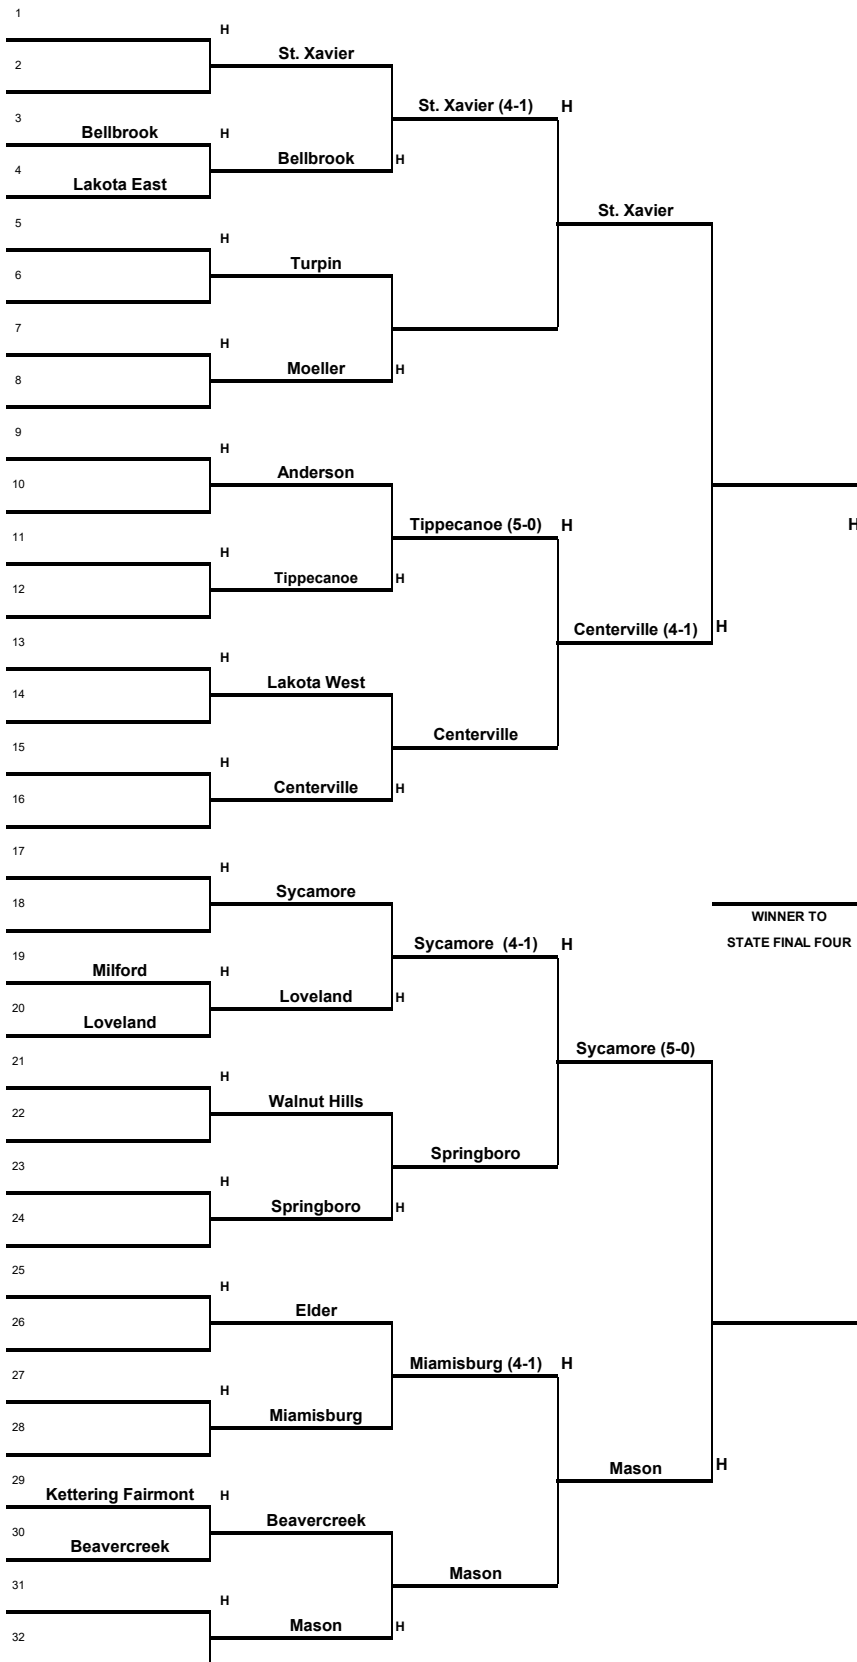 1
H
St. Xavier
2
St. Xavier (4-1) H
3
Bellbrook H
Bellbrook H
4
Lakota East
St. Xavier
5
H
Turpin
6
7
H
Moeller H
8
9
H
Anderson
10
Tippecanoe (5-0) H
H
11
H
Tippecanoe H
12
Centerville (4-1) H
13
H
Lakota West
14
Centerville
15
H
Centerville H
16
17
H
Sycamore
18
WINNER TO
Sycamore (4-1) H
STATE FINAL FOUR
19
Milford H
Loveland H
20
Loveland
Sycamore (5-0)
21
H
Walnut Hills
22
Springboro
23
H
Springboro H
24
25
H
Elder
26
Miamisburg (4-1) H
27
H
Miamisburg
28
Mason H
29
Kettering Fairmont H
Beavercreek
30
Beavercreek
Mason
31
H
Mason H
32